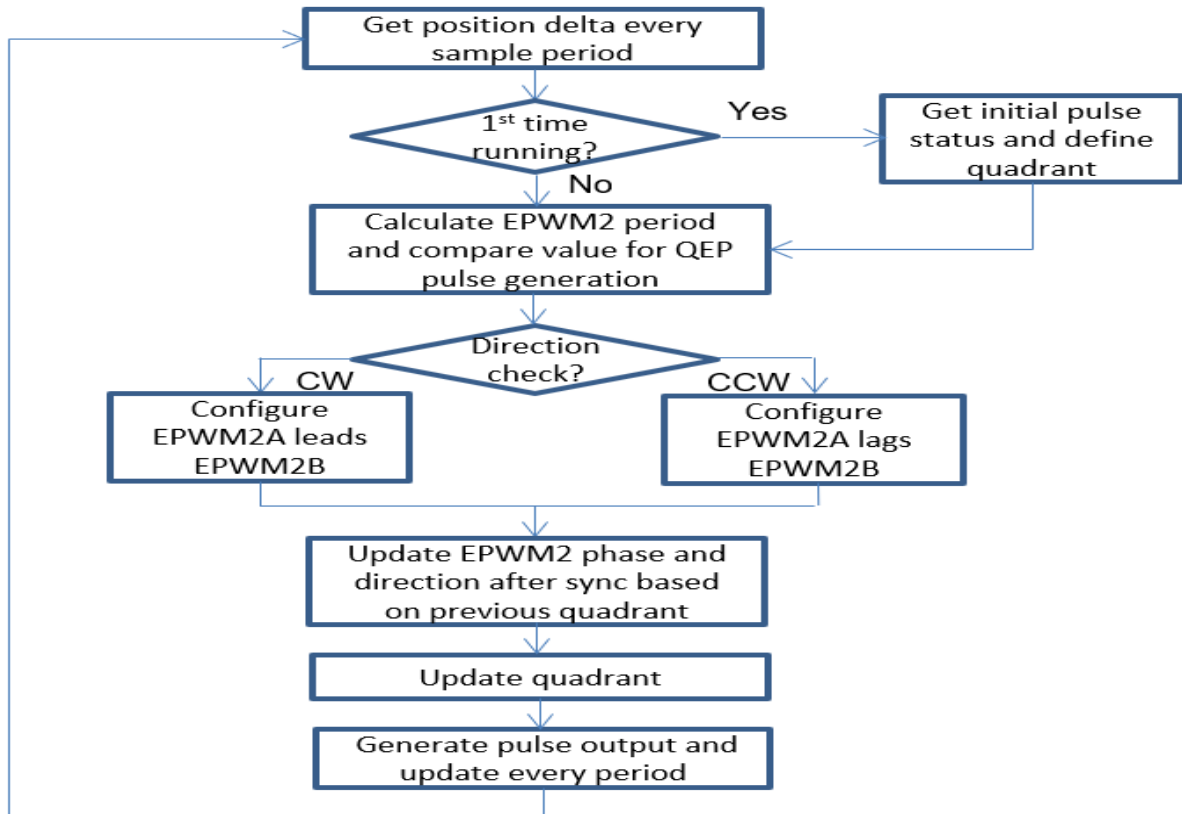 Get position delta every
sample period
1st time
running?
Yes
Get initial pulse
status and define
quadrant
No
Calculate EPWM2 period
and compare value for QEP
pulse generation
Direction
check?
CW
CCW
Configure
EPWM2A leads
EPWM2B
Configure
EPWM2A lags
EPWM2B
Update EPWM2 phase and
direction after sync based
on previous quadrant
Update quadrant
Generate pulse output and
update every period